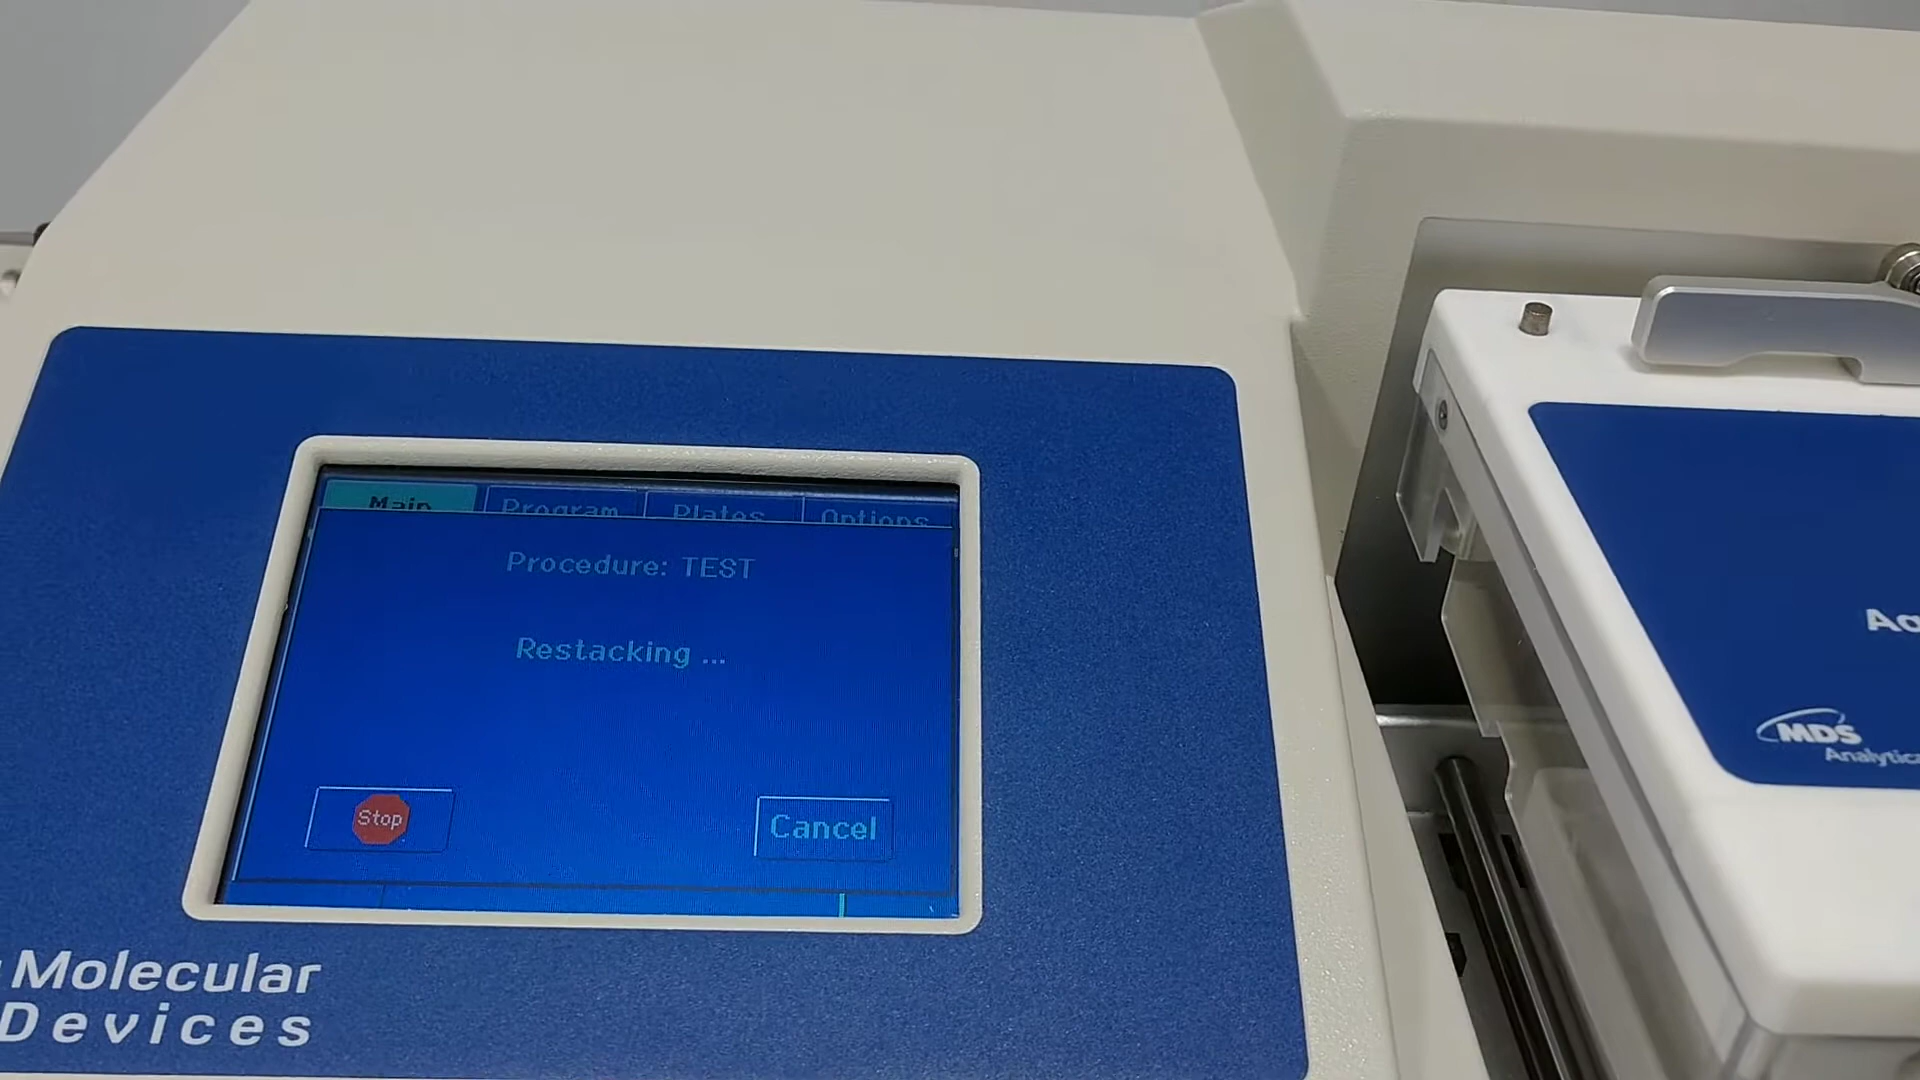 Main Program Plates Options
Procedure: TEST
Restacking ...
Stop Cancel
Molecular
Devices
MDS